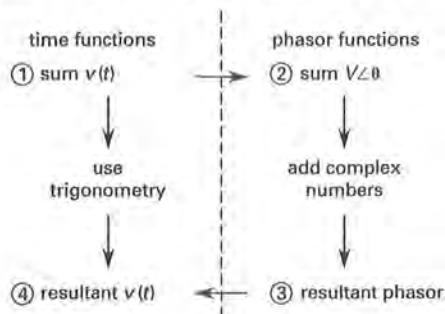 time functions
phasor functions
① sum v(t)
② sum V∠θ
use
trigonometry
add complex
numbers
④ resultant v(t)
③ resultant phasor